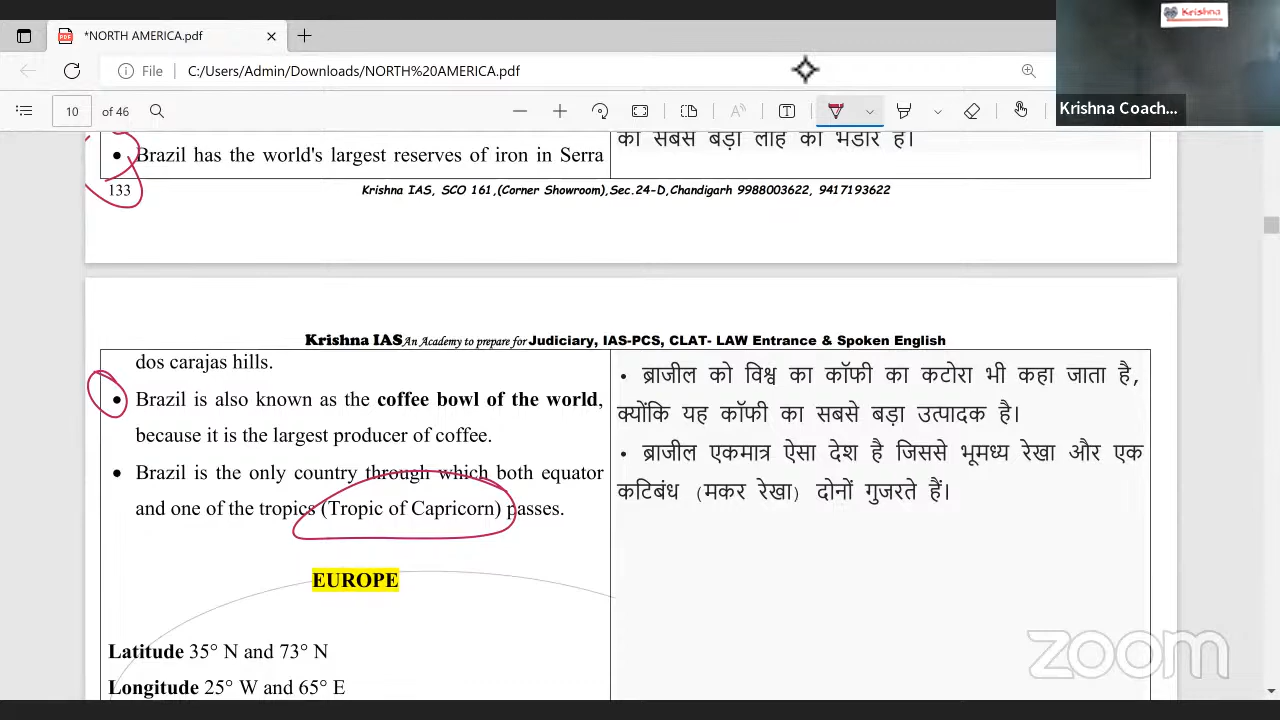 *NORTH AMERICA.pdf
Krishna
File
C:/Users/Admin/Downloads/NORTH%20AMERICA.pdf
10 of 46
Krishna Coach...
Brazil has the world's largest reserves of iron in Serra
का सबसे बड़ा लोहे का भंडार है।
133
Krishna IAS, SCO 161,(Corner Showroom),Sec.24-D,Chandigarh 9988003622, 9417193622
Krishna IAS An Academy to prepare for Judiciary, IAS-PCS, CLAT- LAW Entrance & Spoken English
dos carajas hills.
• Brazil is also known as the coffee bowl of the world,
because it is the largest producer of coffee.
• Brazil is the only country through which both equator
and one of the tropics (Tropic of Capricorn) passes.
• ब्राजील को विश्व का कॉफी का कटोरा भी कहा जाता है,
क्योंकि यह कॉफी का सबसे बड़ा उत्पादक है।
• ब्राजील एकमात्र ऐसा देश है जिससे भूमध्य रेखा और एक
कटिबंध (मकर रेखा) दोनों गुजरते हैं।
EUROPE
Latitude 35° N and 73° N
Longitude 25° W and 65° E
zoom